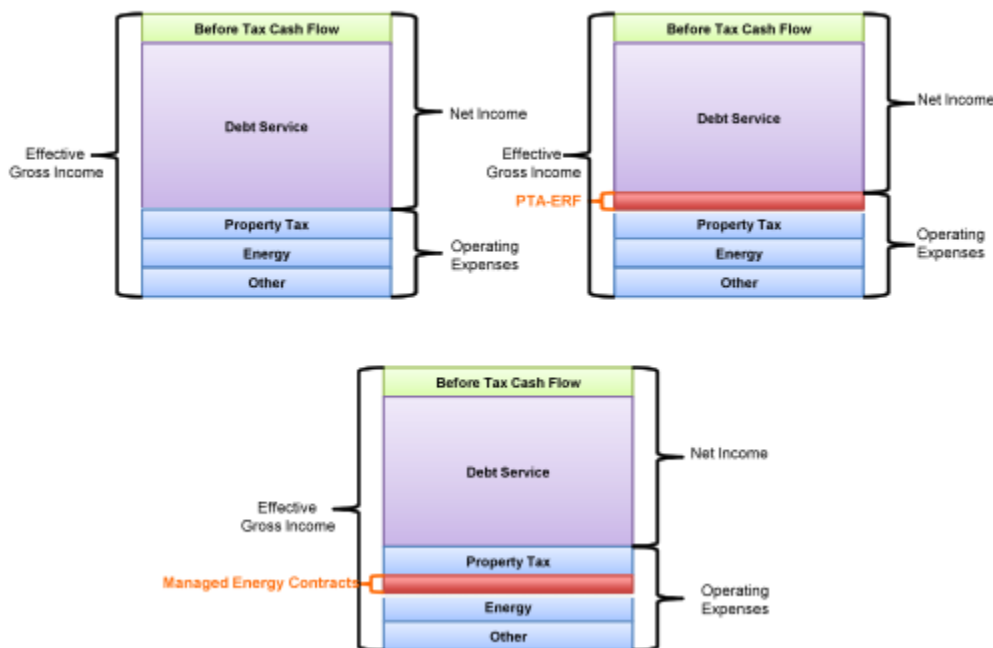 Before Tax Cash Flow
Debt Service
Net Income
Effective
Gross Income
Property Tax
Energy
Other
Operating
Expenses
Before Tax Cash Flow
Debt Service
Net Income
Effective
Gross Income
PTA-ERF
Property Tax
Energy
Other
Operating
Expenses
Before Tax Cash Flow
Debt Service
Net Income
Effective
Gross Income
Property Tax
Managed Energy Contracts
Energy
Other
Operating
Expenses